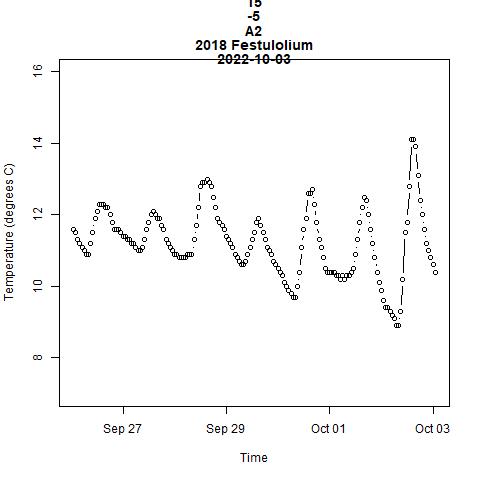 15
-5
A2
2018 Festulolium
2022-10-03
Temperature (degrees C)
16
14
12
10
8
Sep 27
Sep 29
Oct 01
Oct 03
Time